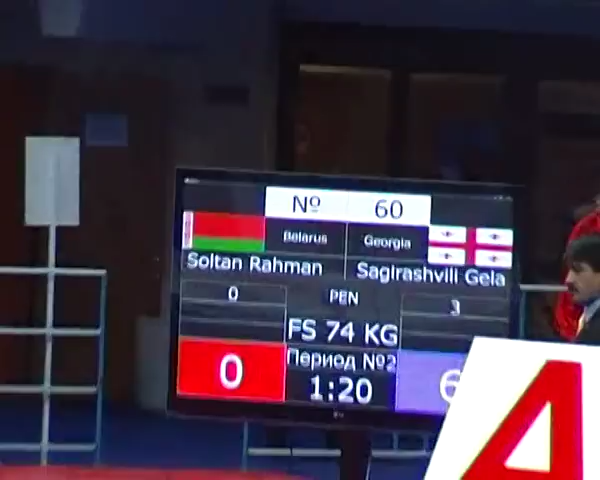 № 60
Belarus Georgia
Soltan Rahman Sagirashvili Gela
0 PEN 3
FS 74 KG
Период №2
0 1:20 6
4